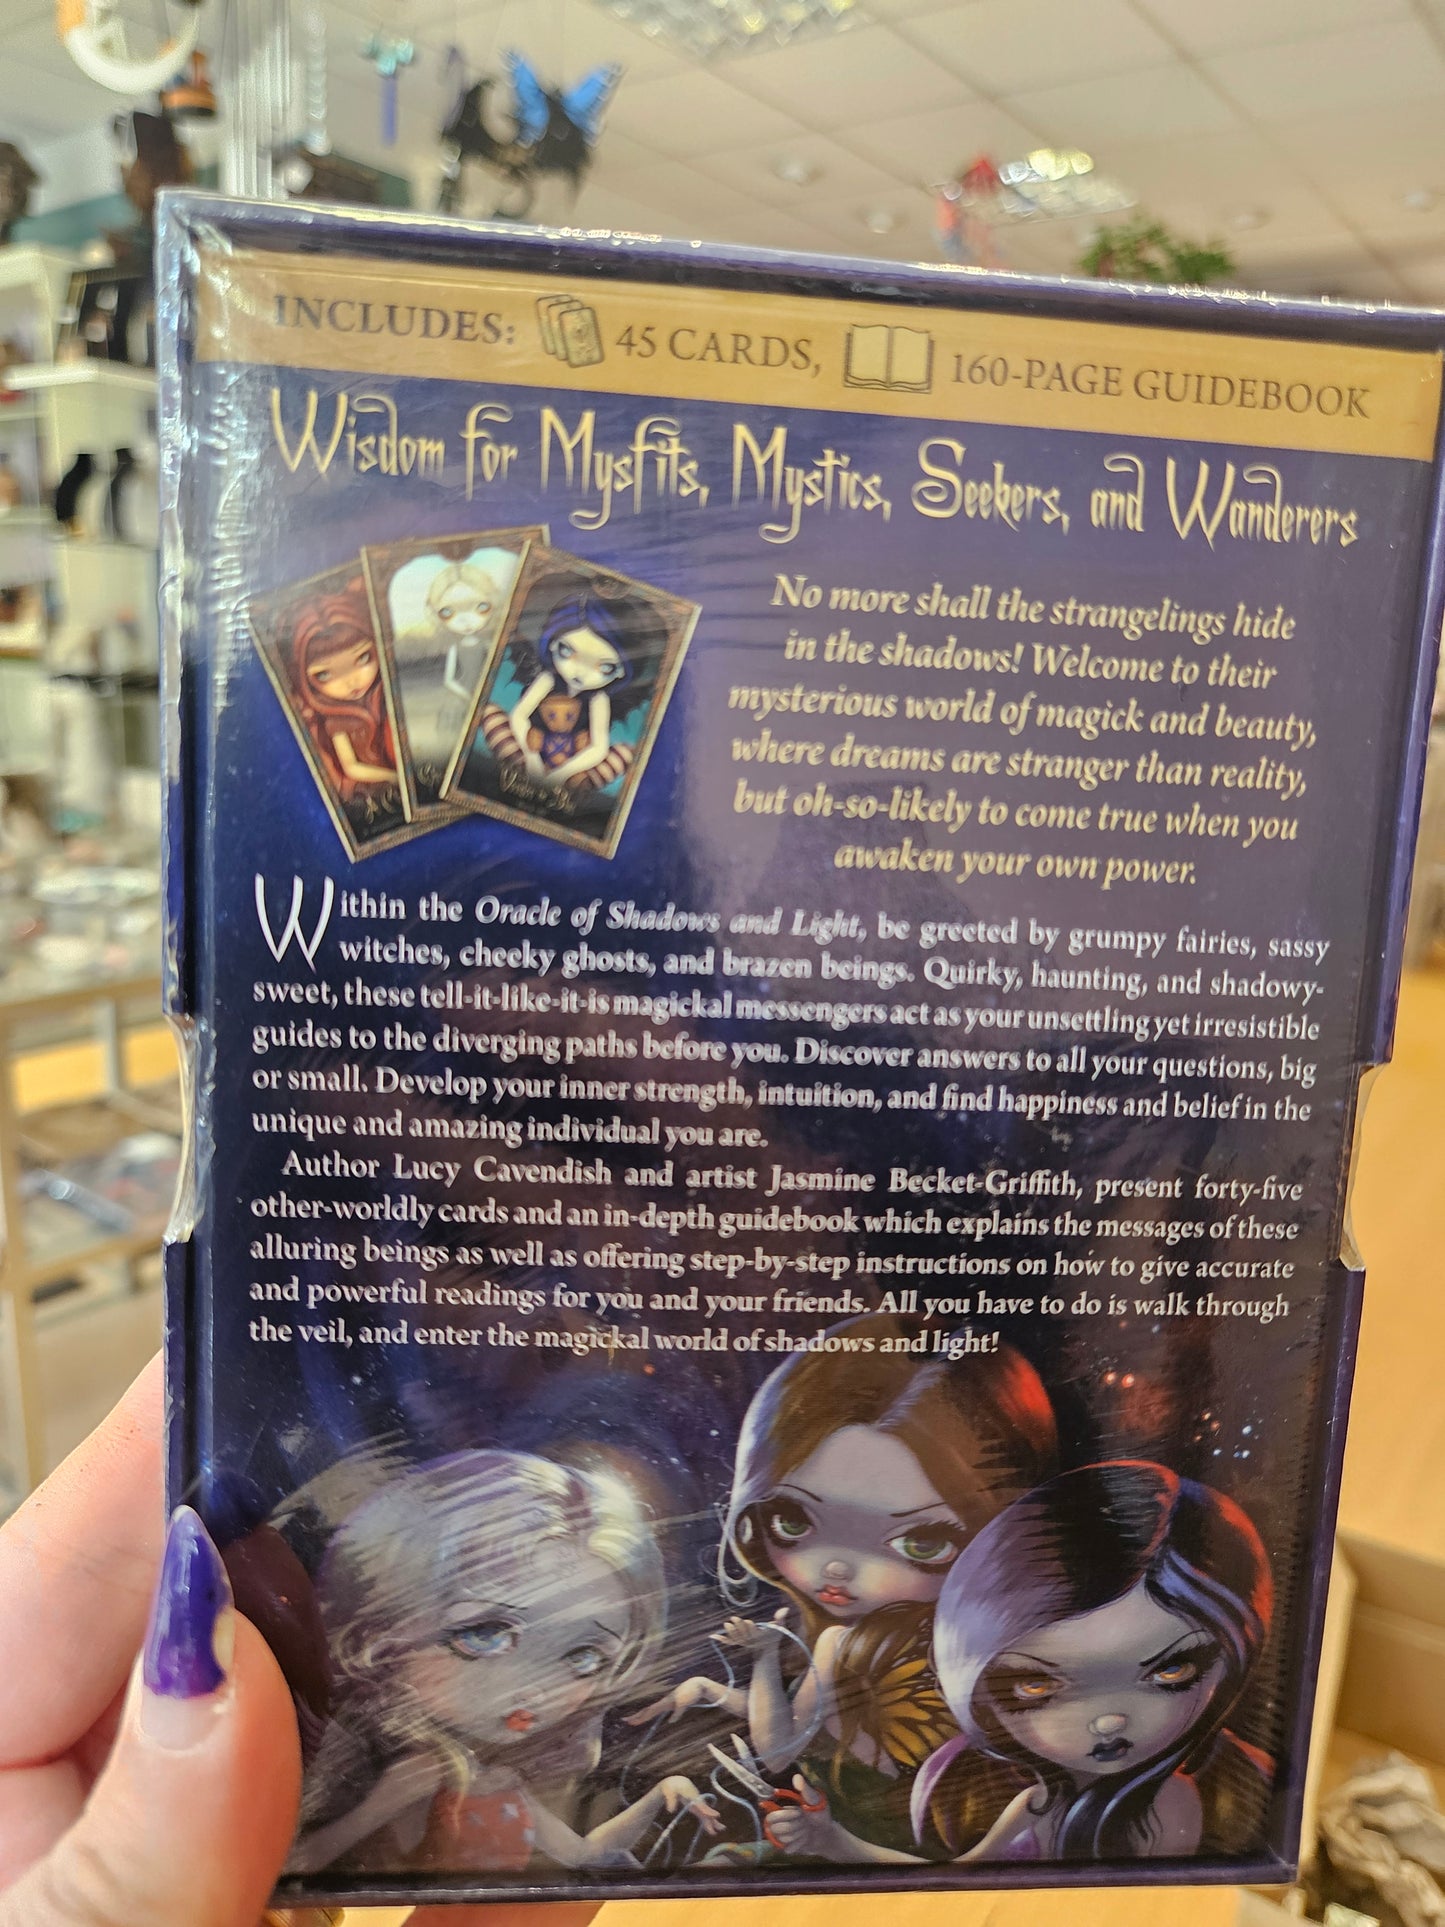 INCLUDES: 45 CARDS, 160-PAGE GUIDEBOOK
Wisdom for Mysfits, Mystics, Seekers, and Wanderers
No more shall the strangelings hide
in the shadows! Welcome to their
mysterious world of magick and beauty,
where dreams are stranger than reality,
but oh-so-likely to come true when you
awaken your own power.
Within the Oracle of Shadows and Light, be greeted by grumpy fairies, sassy
witches, cheeky ghosts, and brazen beings. Quirky, haunting, and shadowy-
sweet, these tell-it-like-it-is magickal messengers act as your unsettling yet irresistible
guides to the diverging paths before you. Discover answers to all your questions, big
or small. Develop your inner strength, intuition, and find happiness and belief in the
unique and amazing individual you are.
Author Lucy Cavendish and artist Jasmine Becket-Griffith, present forty-five
other-worldly cards and an in-depth guidebook which explains the messages of these
alluring beings as well as offering step-by-step instructions on how to give accurate
and powerful readings for you and your friends. All you have to do is walk through
the veil, and enter the magickal world of shadows and light!